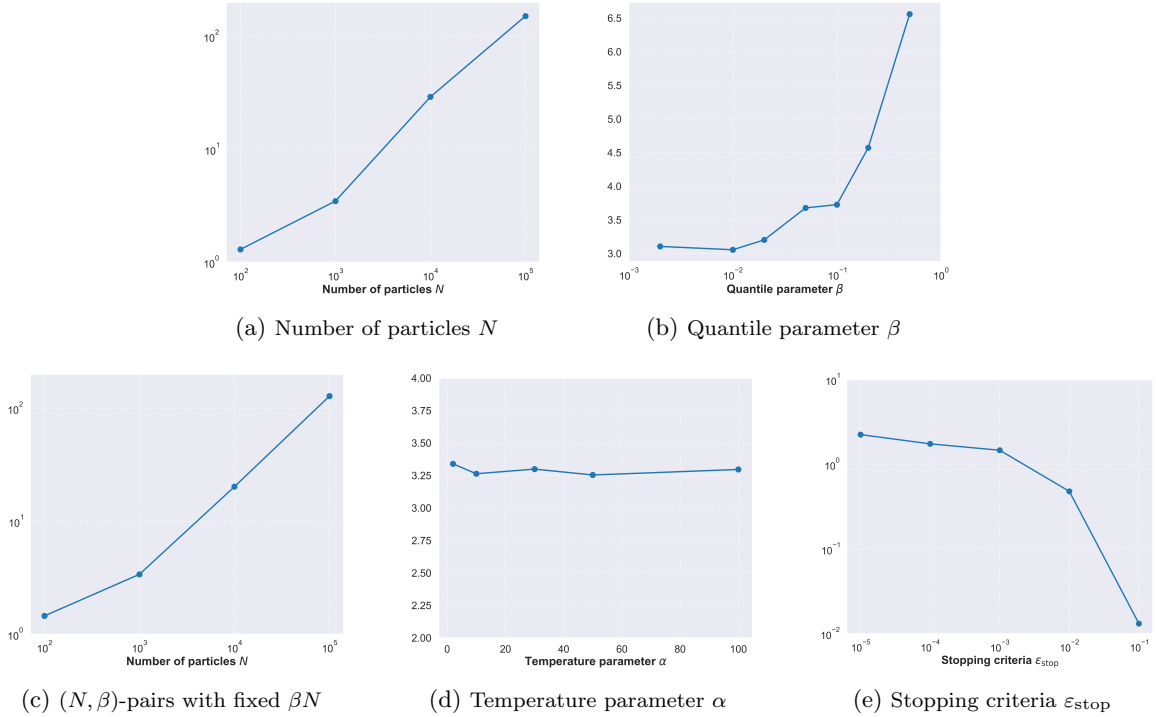 10²
10¹
10⁰
10² 10³ 10⁴ 10⁵
Number of particles N
(a) Number of particles N
6.5
6.0
5.5
5.0
4.5
4.0
3.5
3.0
10⁻³ 10⁻² 10⁻¹ 10⁰
Quantile parameter β
(b) Quantile parameter β
10²
10¹
10⁰
10² 10³ 10⁴ 10⁵
Number of particles N
(c) (N, β)-pairs with fixed βN
4.00
3.75
3.50
3.25
3.00
2.75
2.50
2.25
2.00
0 20 40 60 80 100
Temperature parameter α
(d) Temperature parameter α
10¹
10⁰
10⁻¹
10⁻²
10⁻⁵ 10⁻⁴ 10⁻³ 10⁻² 10⁻¹
Stopping criteria ε_stop
(e) Stopping criteria ε_stop